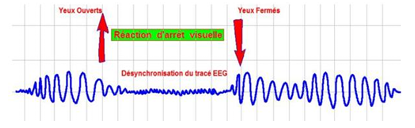 Yeux Ouverts
Yeux Fermés
Réaction d'arret visuelle
Désynchronisation du tracé EEG